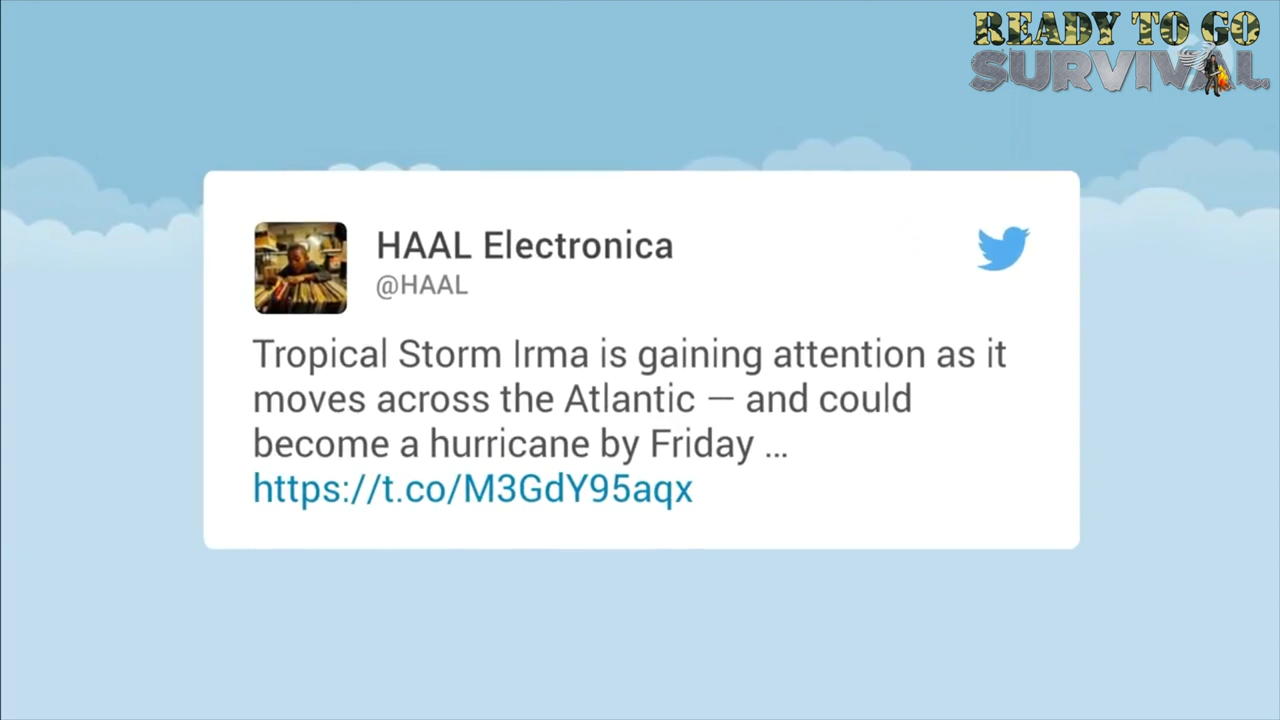 READY TO GO
SURVIVAL
HAAL Electronica
@HAAL
Tropical Storm Irma is gaining attention as it
moves across the Atlantic — and could
become a hurricane by Friday ...
https://t.co/M3GdY95aqx